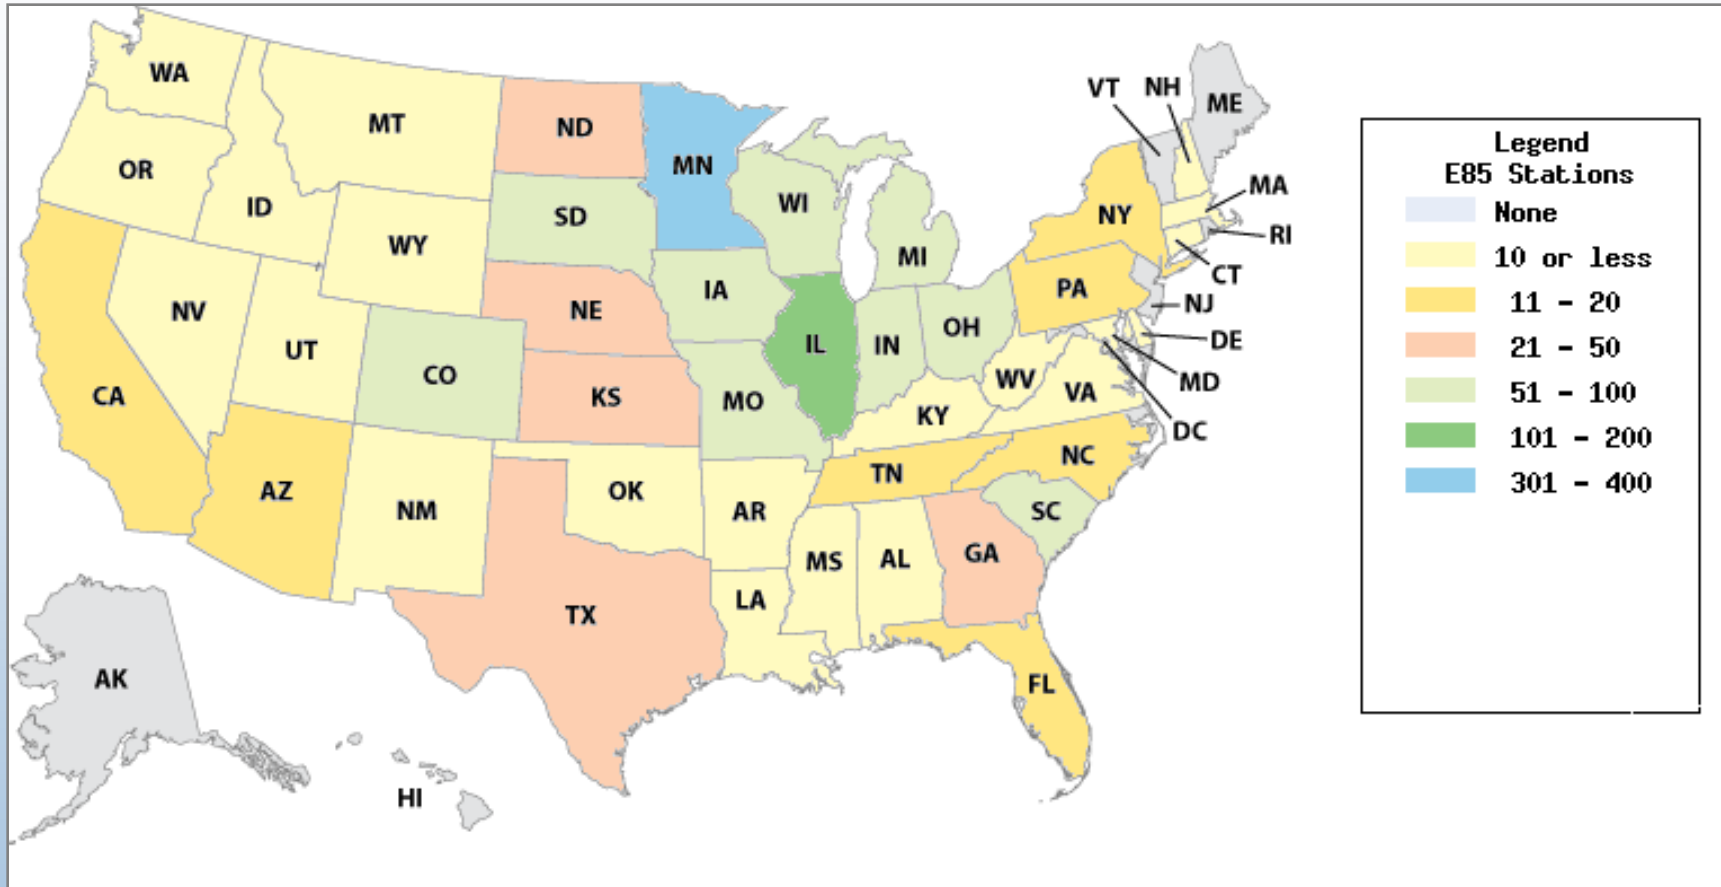 WA
MT
ND
MN
VT
NH
ME
OR
ID
WY
SD
WI
MI
NY
MA
RI
CT
NJ
DE
MD
DC
NV
UT
CO
NE
IA
IL
IN
OH
PA
CA
KS
MO
KY
WV
VA
AZ
NM
OK
AR
TN
NC
SC
TX
LA
MS
AL
GA
FL
AK
HI
Legend
E85 Stations
None
10 or less
11 - 20
21 - 50
51 - 100
101 - 200
301 - 400